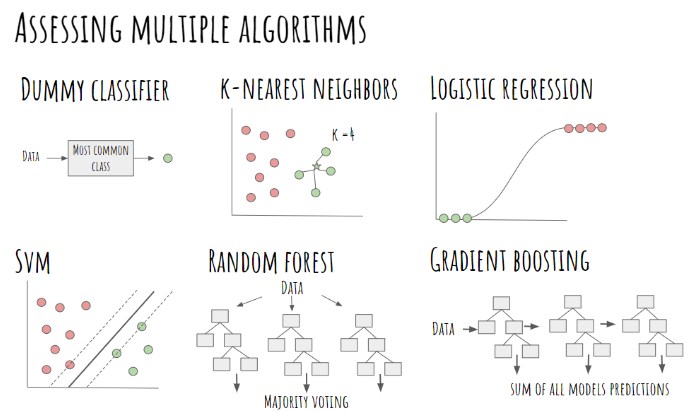 Assessing multiple algorithms
Dummy classifier
k-nearest neighbors
Logistic regression
Data
Most common
class
k =4
Svm
Random forest
Gradient boosting
Data
Majority voting
Data
sum of all models predictions